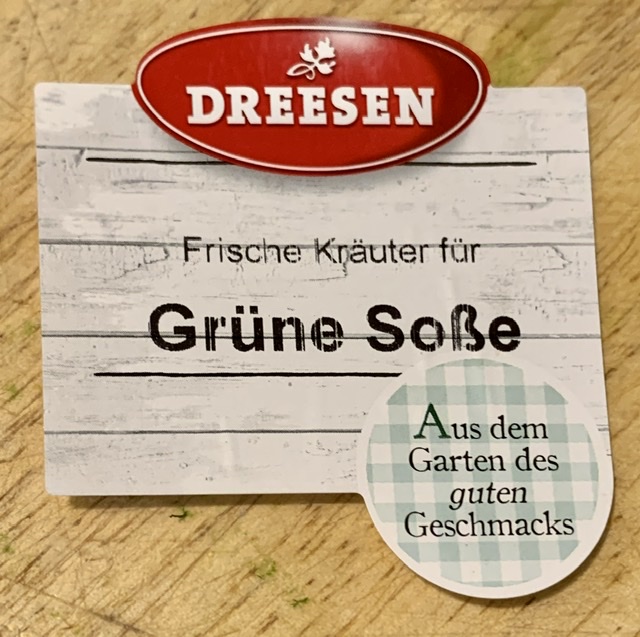 DREESEN
Frische Kräuter für
Grüne Soße
Aus dem
Garten des
guten
Geschmacks